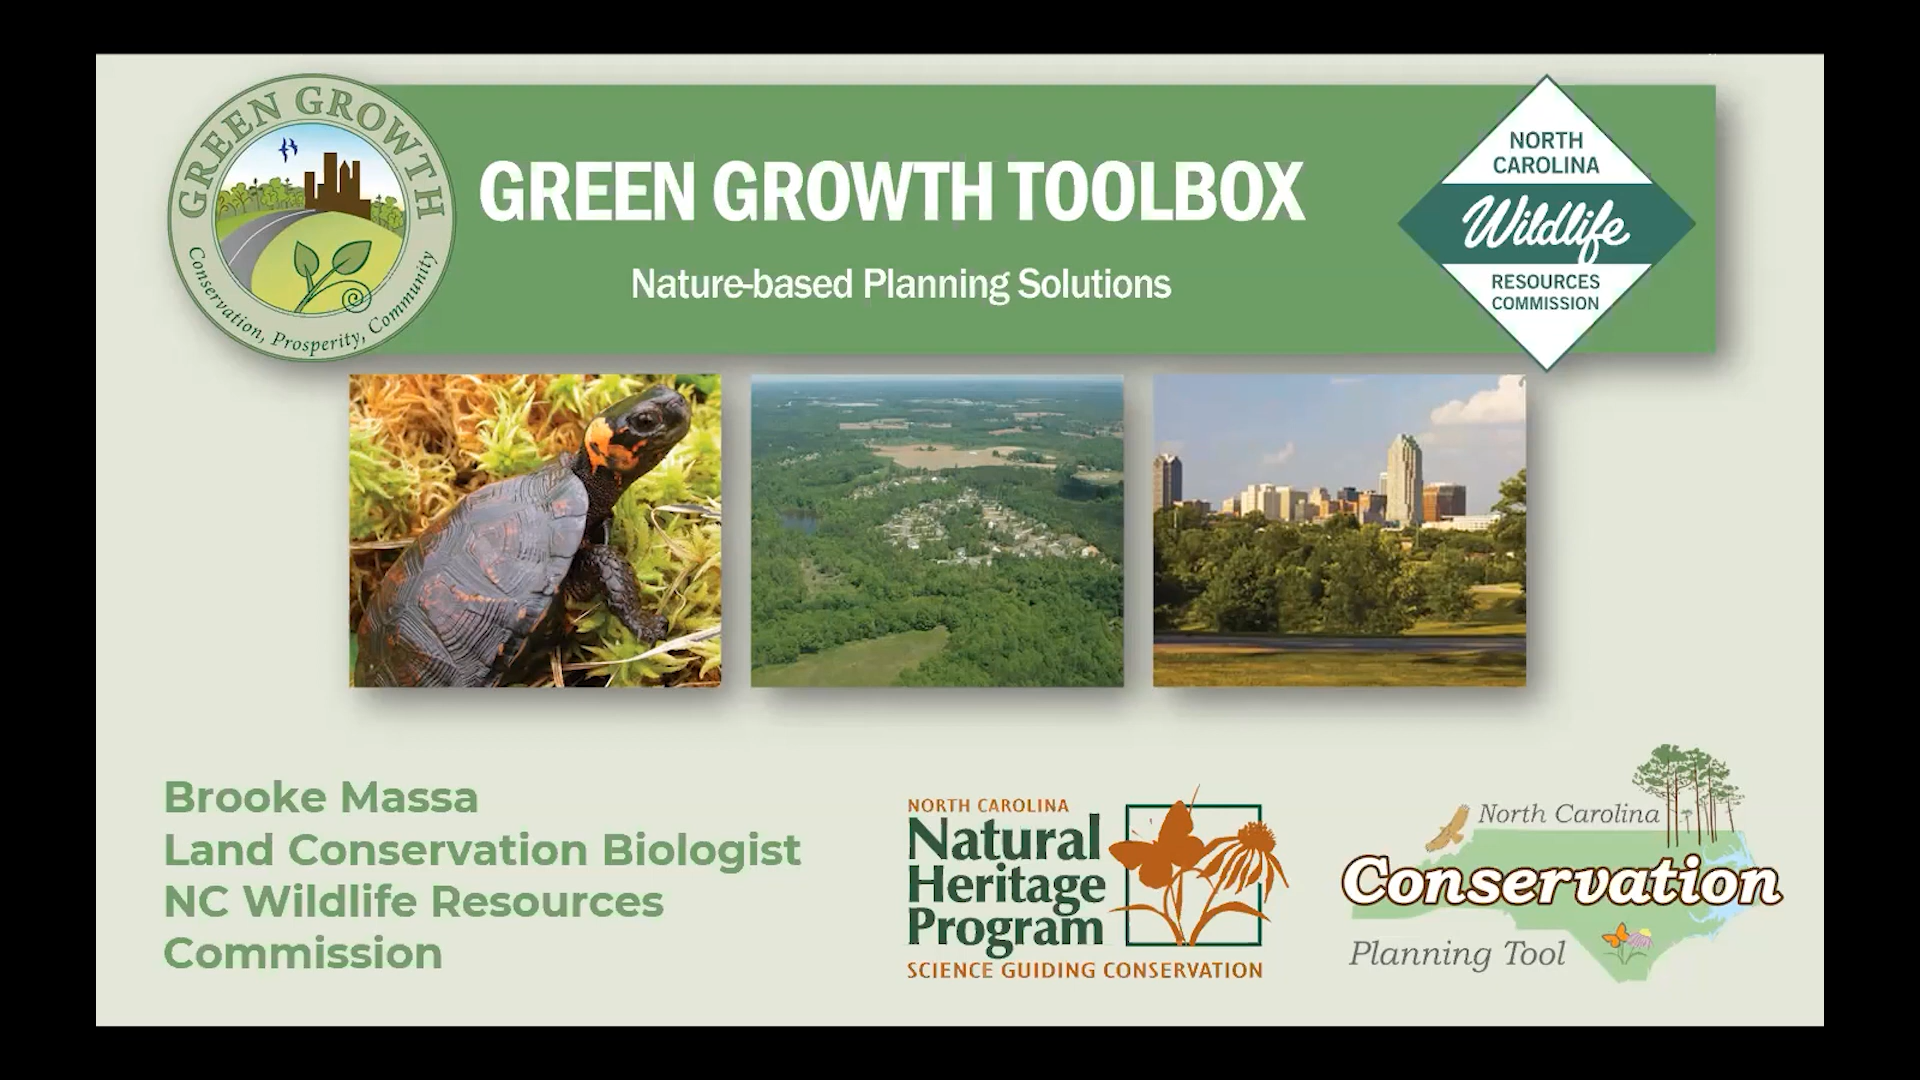 GREEN GROWTH
Conservation, Prosperity, Community
GREEN GROWTH TOOLBOX
Nature-based Planning Solutions
NORTH
CAROLINA
Wildlife
RESOURCES
COMMISSION
Brooke Massa
Land Conservation Biologist
NC Wildlife Resources
Commission
NORTH CAROLINA
Natural
Heritage
Program
SCIENCE GUIDING CONSERVATION
North Carolina
Conservation
Planning Tool